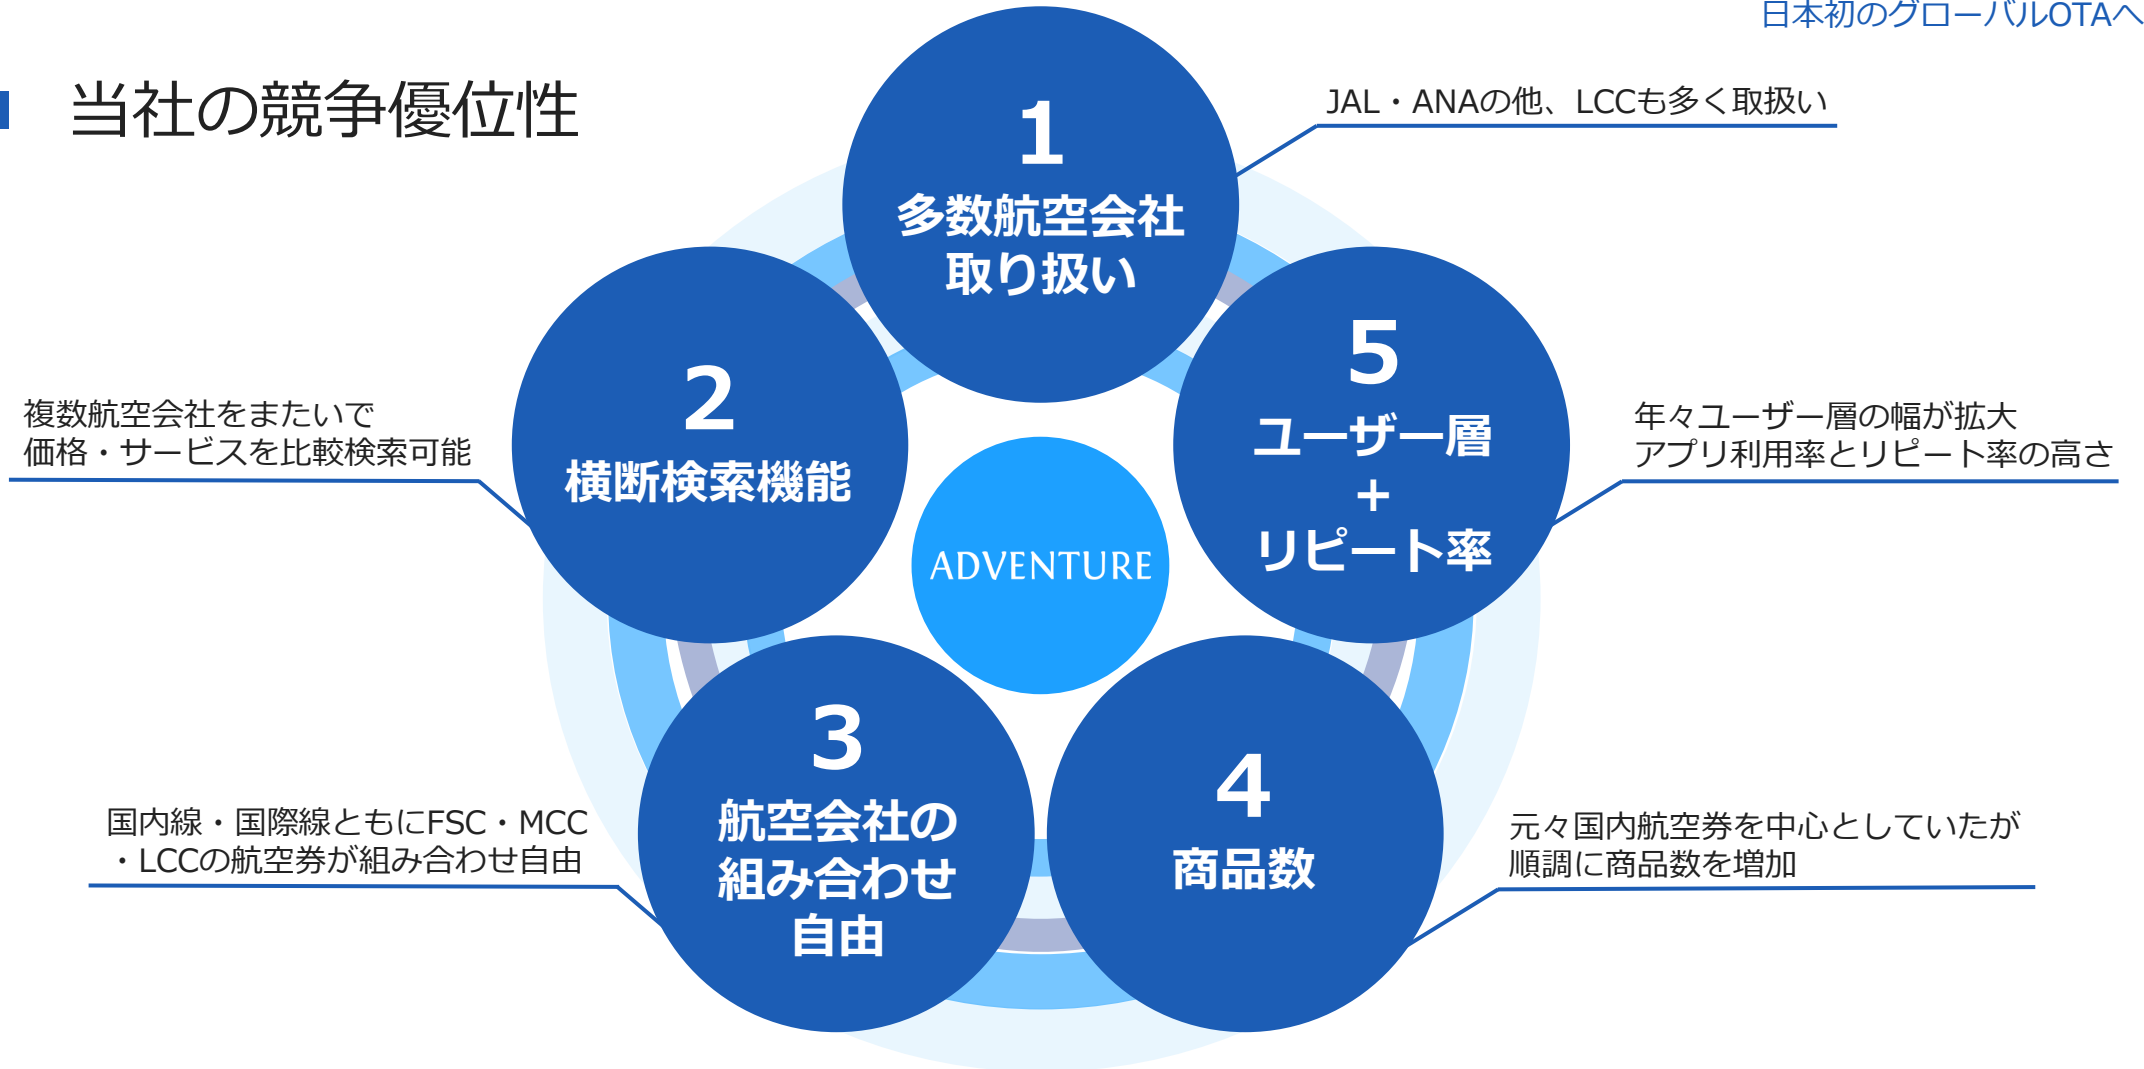 日本初のグローバルOTAへ
当社の競争優位性
1
多数航空会社
取り扱い
JAL・ANAの他、LCCも多く取扱い
2
横断検索機能
複数航空会社をまたいで
価格・サービスを比較検索可能
3
航空会社の
組み合わせ
自由
国内線・国際線ともにFSC・MCC
・LCCの航空券が組み合わせ自由
4
商品数
元々国内航空券を中心としていたが
順調に商品数を増加
5
ユーザー層
+
リピート率
年々ユーザー層の幅が拡大
アプリ利用率とリピート率の高さ
ADVENTURE